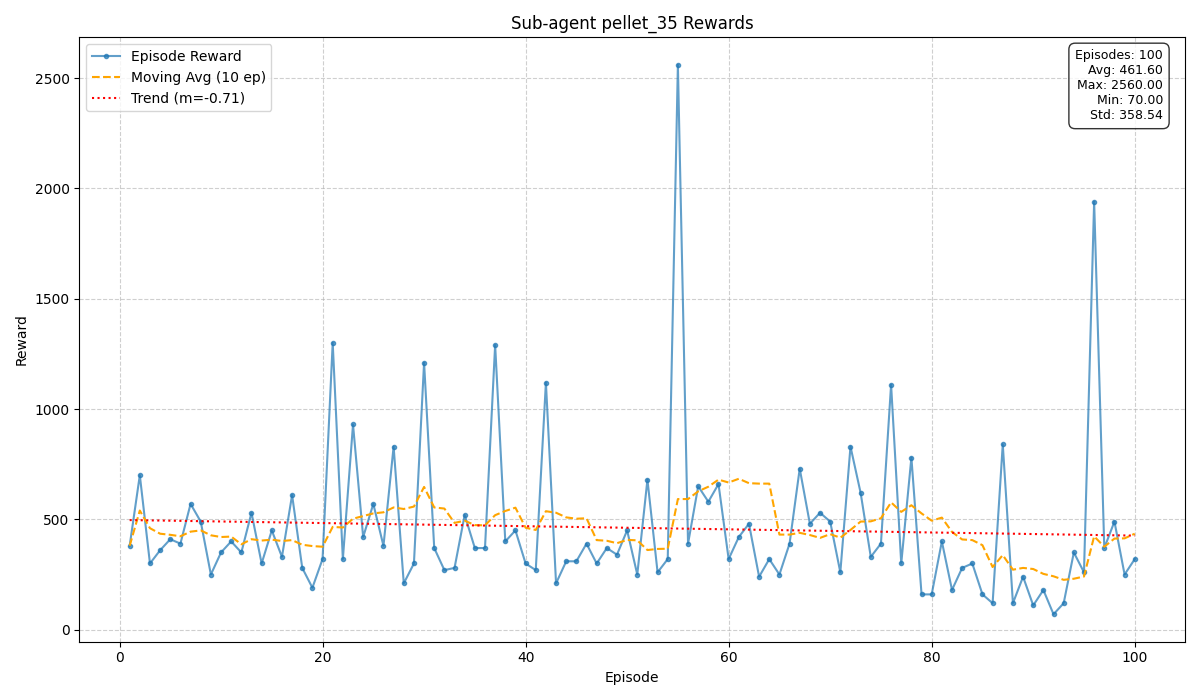 Sub-agent pellet_35 Rewards
Episode Reward
Moving Avg (10 ep)
Trend (m=-0.71)
Episodes: 100
Avg: 461.60
Max: 2560.00
Min: 70.00
Std: 358.54
Reward
2500
2000
1500
1000
500
0
0 20 40 60 80 100
Episode